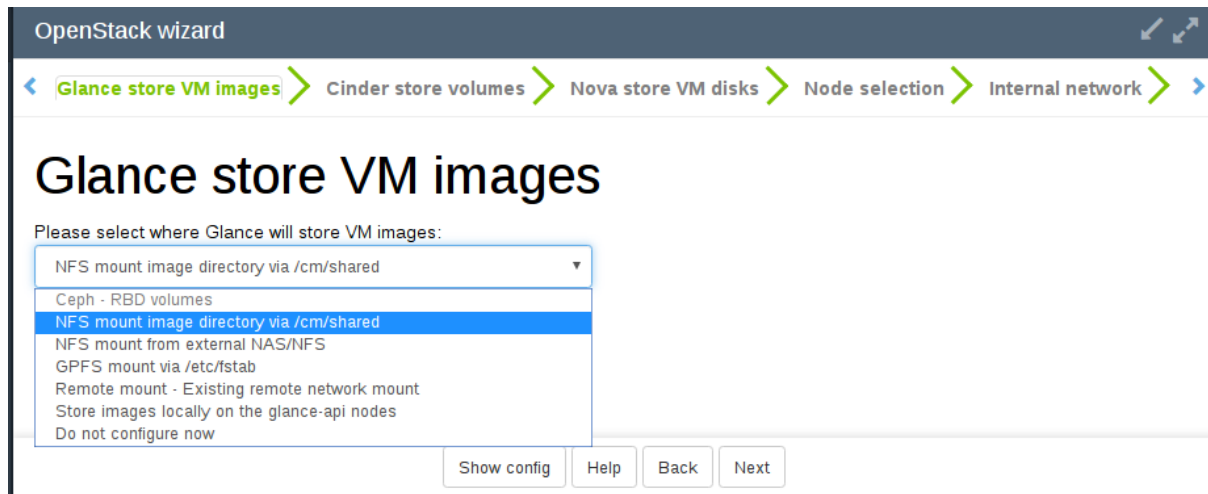 OpenStack wizard
Glance store VM images Cinder store volumes Nova store VM disks Node selection Internal network
Glance store VM images
Please select where Glance will store VM images:
NFS mount image directory via /cm/shared
Ceph - RBD volumes
NFS mount image directory via /cm/shared
NFS mount from external NAS/NFS
GPFS mount via /etc/fstab
Remote mount - Existing remote network mount
Store images locally on the glance-api nodes
Do not configure now
Show config Help Back Next